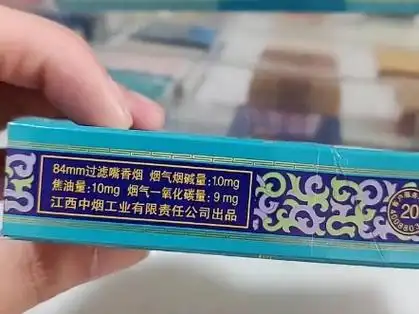 84mm过滤嘴香烟 烟气烟碱量:1.0mg
焦油量:10mg 烟气一氧化碳量:9mg
江西中烟工业有限责任公司出品
20